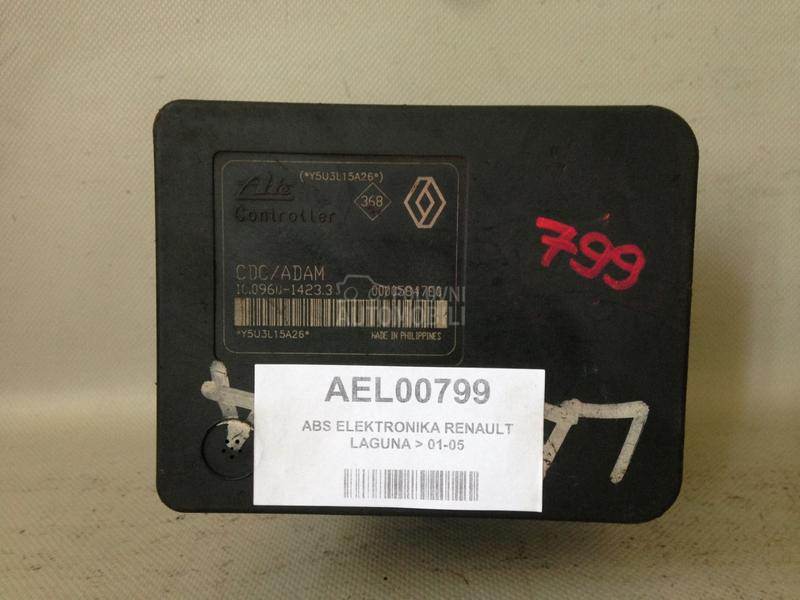 (*Y5U3L15A26*)
Ate
368
Controller
799
CDC/ADAM
10.0960-1423.3
*Y5U3L15A26*
MADE IN PHILIPPINES
AUTOMOBILI
AEL00799
ABS ELEKTRONIKA RENAULT
LAGUNA > 01-05